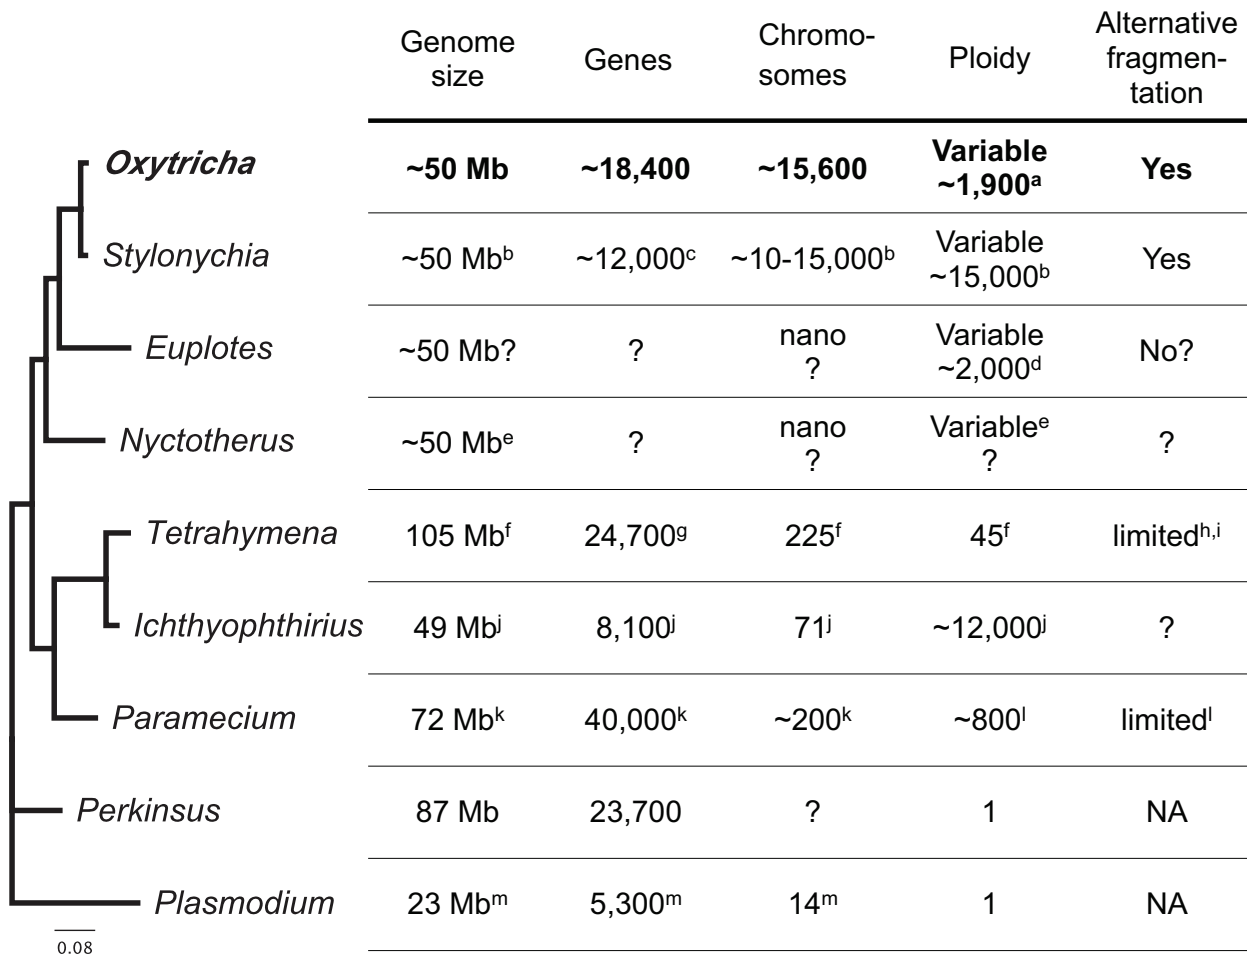 Genome size
Genes
Chromo-
somes
Ploidy
Alternative
fragmen-
tation
Oxytricha ~50 Mb ~18,400 ~15,600 Variable ~1,900ᵃ Yes
Stylonychia ~50 Mbᵇ ~12,000ᶜ ~10-15,000ᵇ Variable ~15,000ᵇ Yes
Euplotes ~50 Mb? ? nano ? Variable ~2,000ᵈ No?
Nyctotherus ~50 Mbᵉ ? nano ? Variableᵉ ? ?
Tetrahymena 105 Mbᶠ 24,700ᵍ 225ᶠ 45ᶠ limitedʰ,ⁱ
Ichthyophthirius 49 Mbʲ 8,100ʲ 71ʲ ~12,000ʲ ?
Paramecium 72 Mbᵏ 40,000ᵏ ~200ᵏ ~800ˡ limitedˡ
Perkinsus 87 Mb 23,700 ? 1 NA
Plasmodium 23 Mbᵐ 5,300ᵐ 14ᵐ 1 NA
0.08